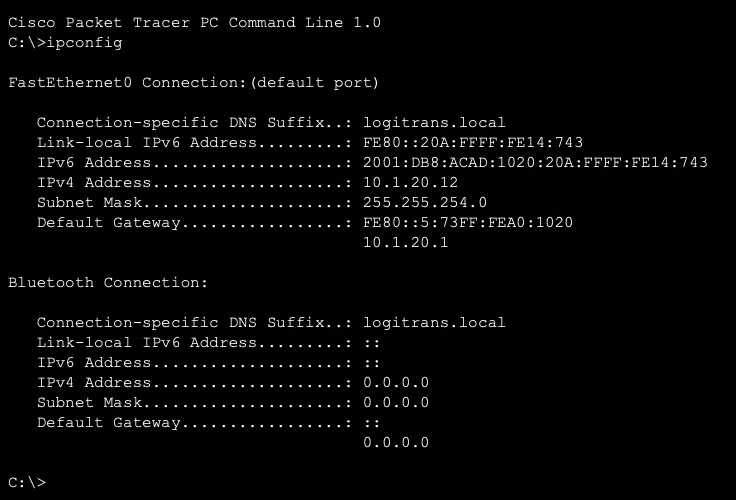 Cisco Packet Tracer PC Command Line 1.0
C:\>ipconfig

FastEthernet0 Connection:(default port)

   Connection-specific DNS Suffix..: logitrans.local
   Link-local IPv6 Address.........: FE80::20A:FFFF:FE14:743
   IPv6 Address....................: 2001:DB8:ACAD:1020:20A:FFFF:FE14:743
   IPv4 Address....................: 10.1.20.12
   Subnet Mask.....................: 255.255.254.0
   Default Gateway.................: FE80::5:73FF:FEA0:1020
                                     10.1.20.1

Bluetooth Connection:

   Connection-specific DNS Suffix..: logitrans.local
   Link-local IPv6 Address.........: ::
   IPv6 Address....................: ::
   IPv4 Address....................: 0.0.0.0
   Subnet Mask.....................: 0.0.0.0
   Default Gateway.................: ::
                                     0.0.0.0

C:\>